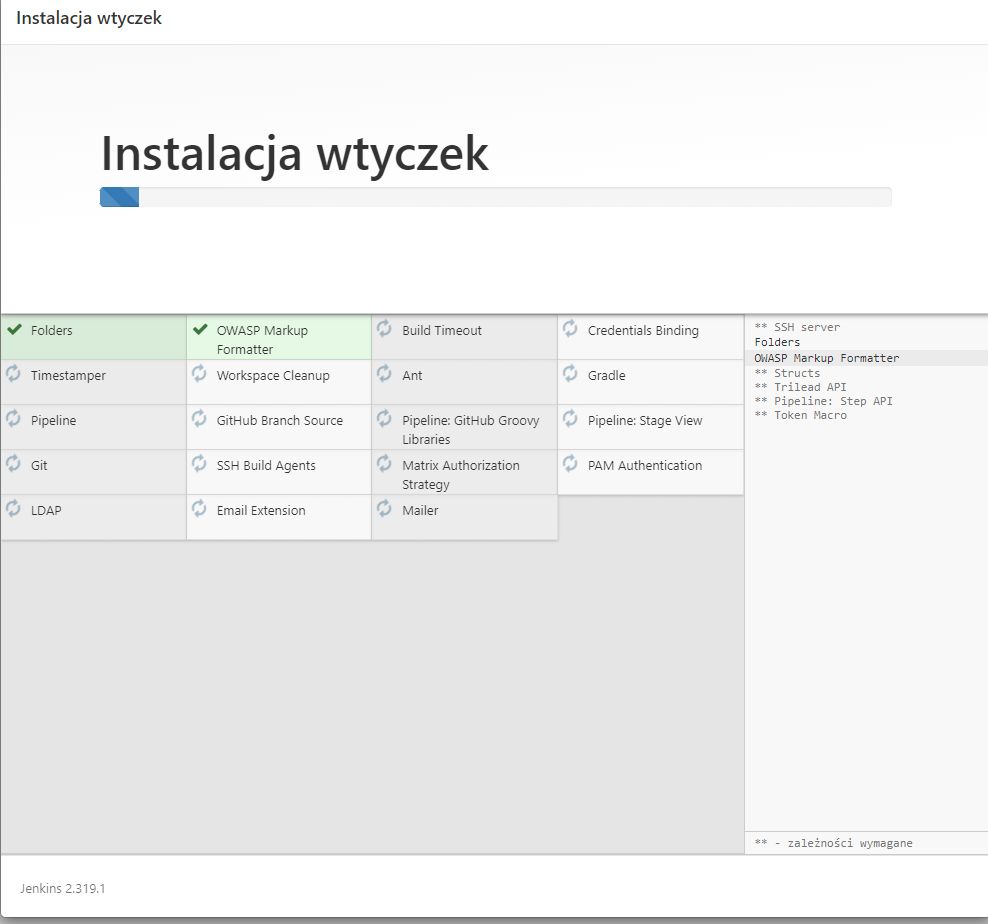 Instalacja wtyczek
Instalacja wtyczek
Folders
OWASP Markup
Formatter
Build Timeout
Credentials Binding
Timestamper
Workspace Cleanup
Ant
Gradle
Pipeline
GitHub Branch Source
Pipeline: GitHub Groovy
Libraries
Pipeline: Stage View
Git
SSH Build Agents
Matrix Authorization
Strategy
PAM Authentication
LDAP
Email Extension
Mailer
** SSH server
Folders
OWASP Markup Formatter
** Structs
** Trilead API
** Pipeline: Step API
** Token Macro
** - zależności wymagane
Jenkins 2.319.1